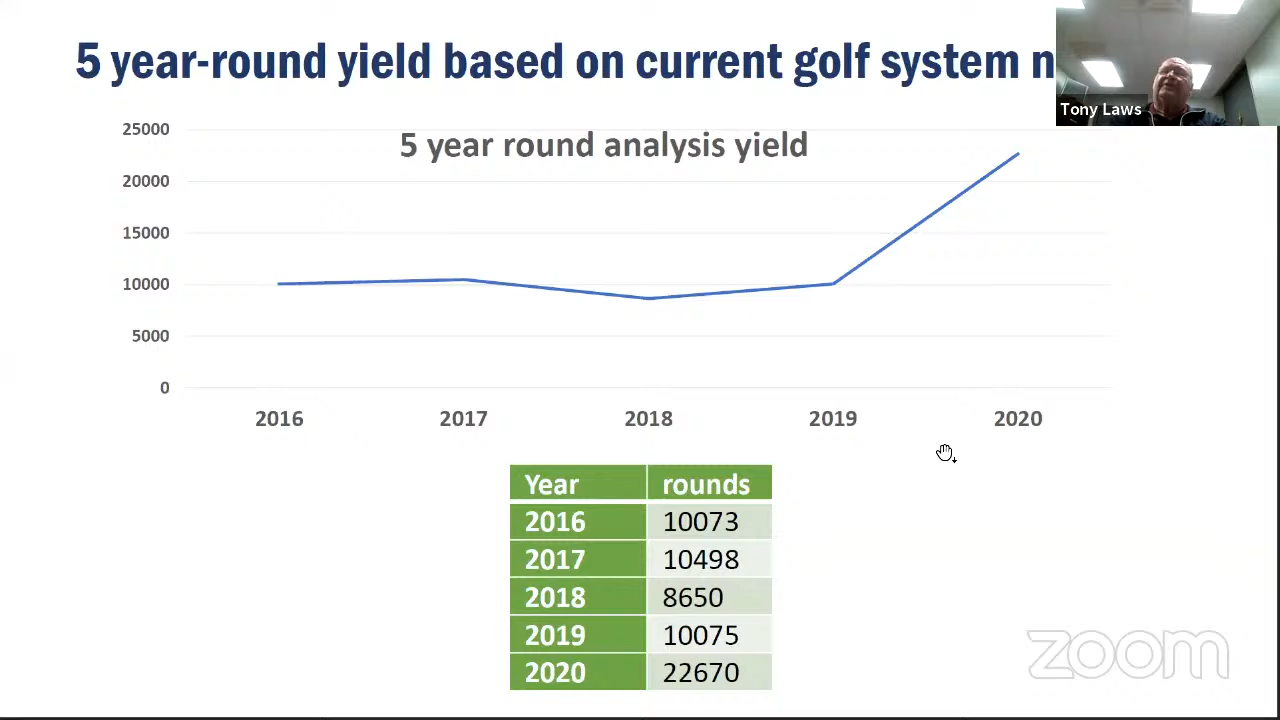 5 year-round yield based on current golf system n
Tony Laws
5 year round analysis yield
25000
20000
15000
10000
5000
0
2016 2017 2018 2019 2020
Year rounds
2016 10073
2017 10498
2018 8650
2019 10075
2020 22670
zoom